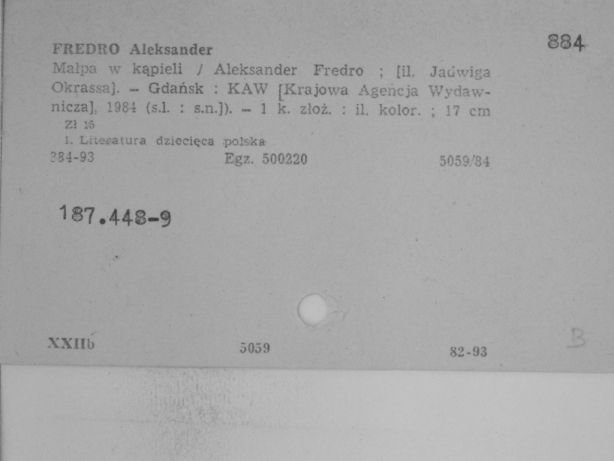 884
FREDRO Aleksander
Małpa w kąpieli / Aleksander Fredro ; [il. Jadwiga
Okrassa]. — Gdańsk : KAW [Krajowa Agencja Wydaw-
nicza], 1984 (s.l. : s.n.]). — 1 k. złoż. : il. kolor. ; 17 cm
Zł 16
1. Literatura dziecięca polska
384-93 Egz. 500220 5059/84
187.448-9
XXIIb 5059 82-93
B